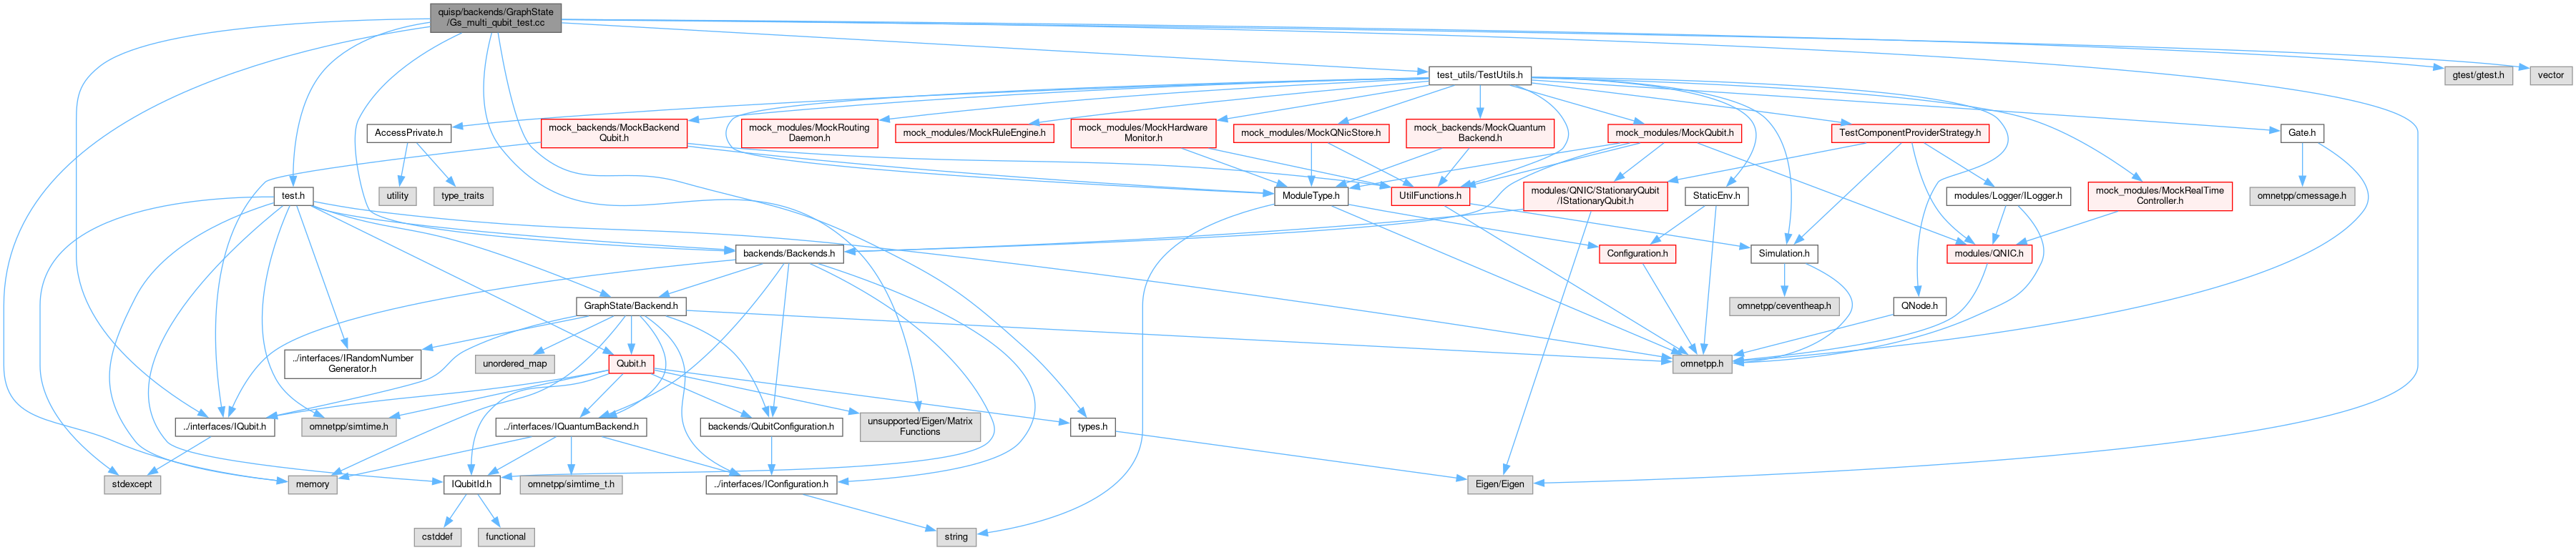 quisp/backends/GraphState
/Gs_multi_qubit_test.cc
test_utils/TestUtils.h
gtest/gtest.h
vector
AccessPrivate.h
mock_backends/MockBackend
Qubit.h
mock_modules/MockRouting
Daemon.h
mock_modules/MockRuleEngine.h
mock_modules/MockHardware
Monitor.h
mock_modules/MockQNicStore.h
mock_backends/MockQuantum
Backend.h
mock_modules/MockQubit.h
TestComponentProviderStrategy.h
Gate.h
utility
type_traits
test.h
ModuleType.h
UtilFunctions.h
modules/QNIC/StationaryQubit
/IStationaryQubit.h
StaticEnv.h
modules/Logger/ILogger.h
mock_modules/MockRealTime
Controller.h
omnetpp/cmessage.h
backends/Backends.h
Configuration.h
Simulation.h
modules/QNIC.h
GraphState/Backend.h
omnetpp/ceventheap.h
QNode.h
../interfaces/IRandomNumber
Generator.h
unordered_map
Qubit.h
omnetpp.h
../interfaces/IQubit.h
omnetpp/simtime.h
../interfaces/IQuantumBackend.h
backends/QubitConfiguration.h
unsupported/Eigen/Matrix
Functions
types.h
stdexcept
memory
IQubitId.h
omnetpp/simtime_t.h
../interfaces/IConfiguration.h
Eigen/Eigen
cstddef
functional
string